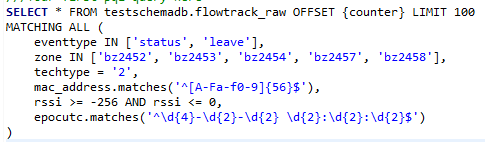 SELECT * FROM testschemadb.flowtrack_raw OFFSET {counter} LIMIT 100
MATCHING ALL (
    eventtype IN ['status', 'leave'],
    zone IN ['bz2452', 'bz2453', 'bz2454', 'bz2457', 'bz2458'],
    techtype = '2',
    mac_address.matches('^[A-Fa-f0-9]{56}$'),
    rssi >= -256 AND rssi <= 0,
    epocutc.matches('^\d{4}-\d{2}-\d{2} \d{2}:\d{2}:\d{2}$')
)